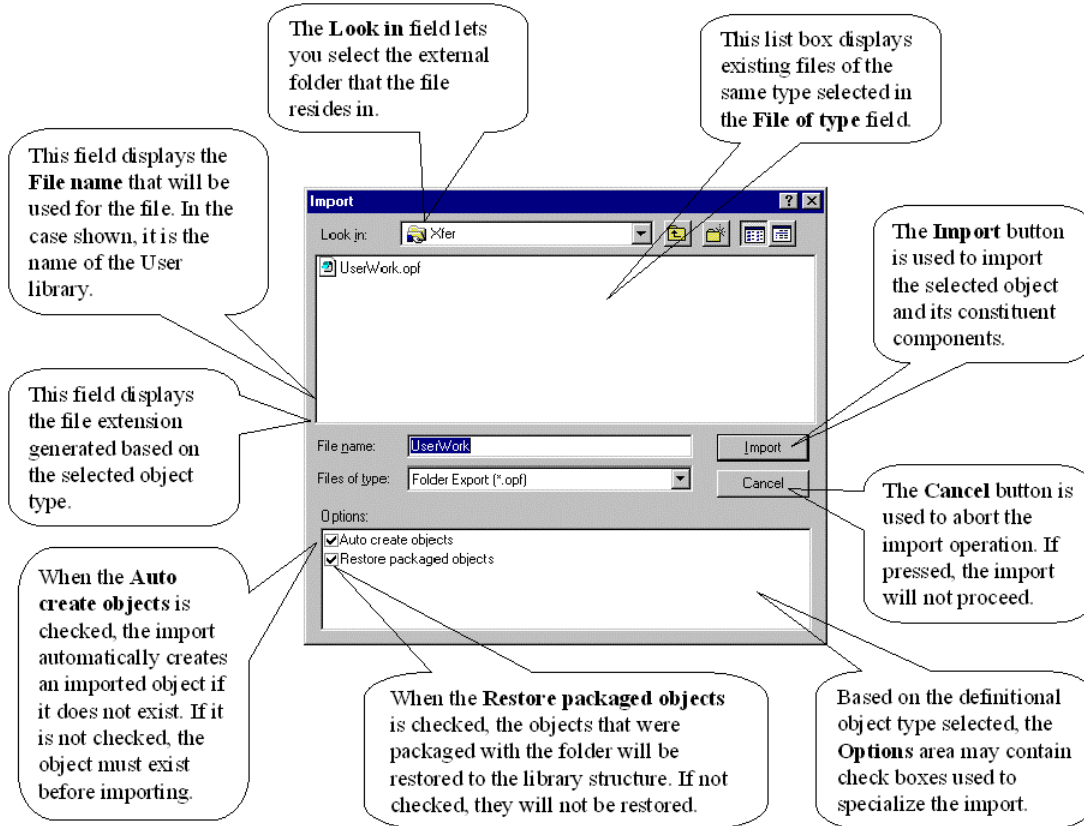 The Look in field lets
you select the external
folder that the file
resides in.
This list box displays
existing files of the
same type selected in
the File of type field.
This field displays the
File name that will be
used for the file. In the
case shown, it is the
name of the User
library.
Import
Look in:
Xfer
UserWork.opf
The Import button
is used to import
the selected object
and its constituent
components.
This field displays
the file extension
generated based on
the selected object
type.
File name:
UserWork
Import
Files of type:
Folder Export (*.opf)
Cancel
The Cancel button is
used to abort the
import operation. If
pressed, the import
will not proceed.
Options:
Auto create objects
Restore packaged objects
When the Auto
create objects is
checked, the import
automatically creates
an imported object if
it does not exist. If it
is not checked, the
object must exist
before importing.
When the Restore packaged objects
is checked, the objects that were
packaged with the folder will be
restored to the library structure. If not
checked, they will not be restored.
Based on the definitional
object type selected, the
Options area may contain
check boxes used to
specialize the import.